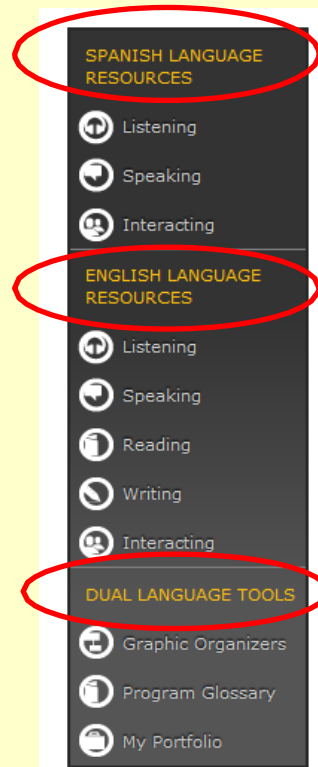 SPANISH LANGUAGE
RESOURCES
Listening
Speaking
Interacting
ENGLISH LANGUAGE
RESOURCES
Listening
Speaking
Reading
Writing
Interacting
DUAL LANGUAGE TOOLS
Graphic Organizers
Program Glossary
My Portfolio